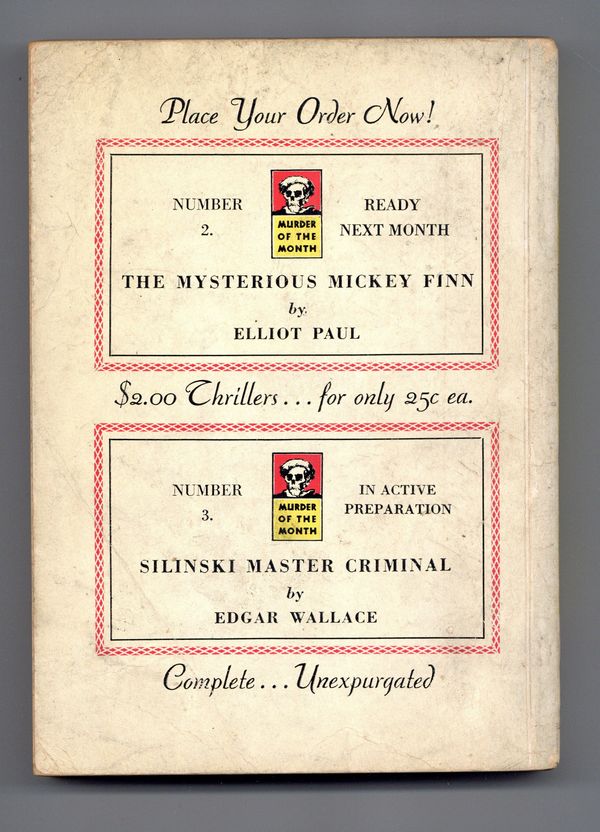 Place Your Order Now!
NUMBER
2.
MURDER
OF THE
MONTH
READY
NEXT MONTH
THE MYSTERIOUS MICKEY FINN
by
ELLIOT PAUL
$2.00 Thrillers... for only 25c ea.
NUMBER
3.
MURDER
OF THE
MONTH
IN ACTIVE
PREPARATION
SILINSKI MASTER CRIMINAL
by
EDGAR WALLACE
Complete... Unexpurgated